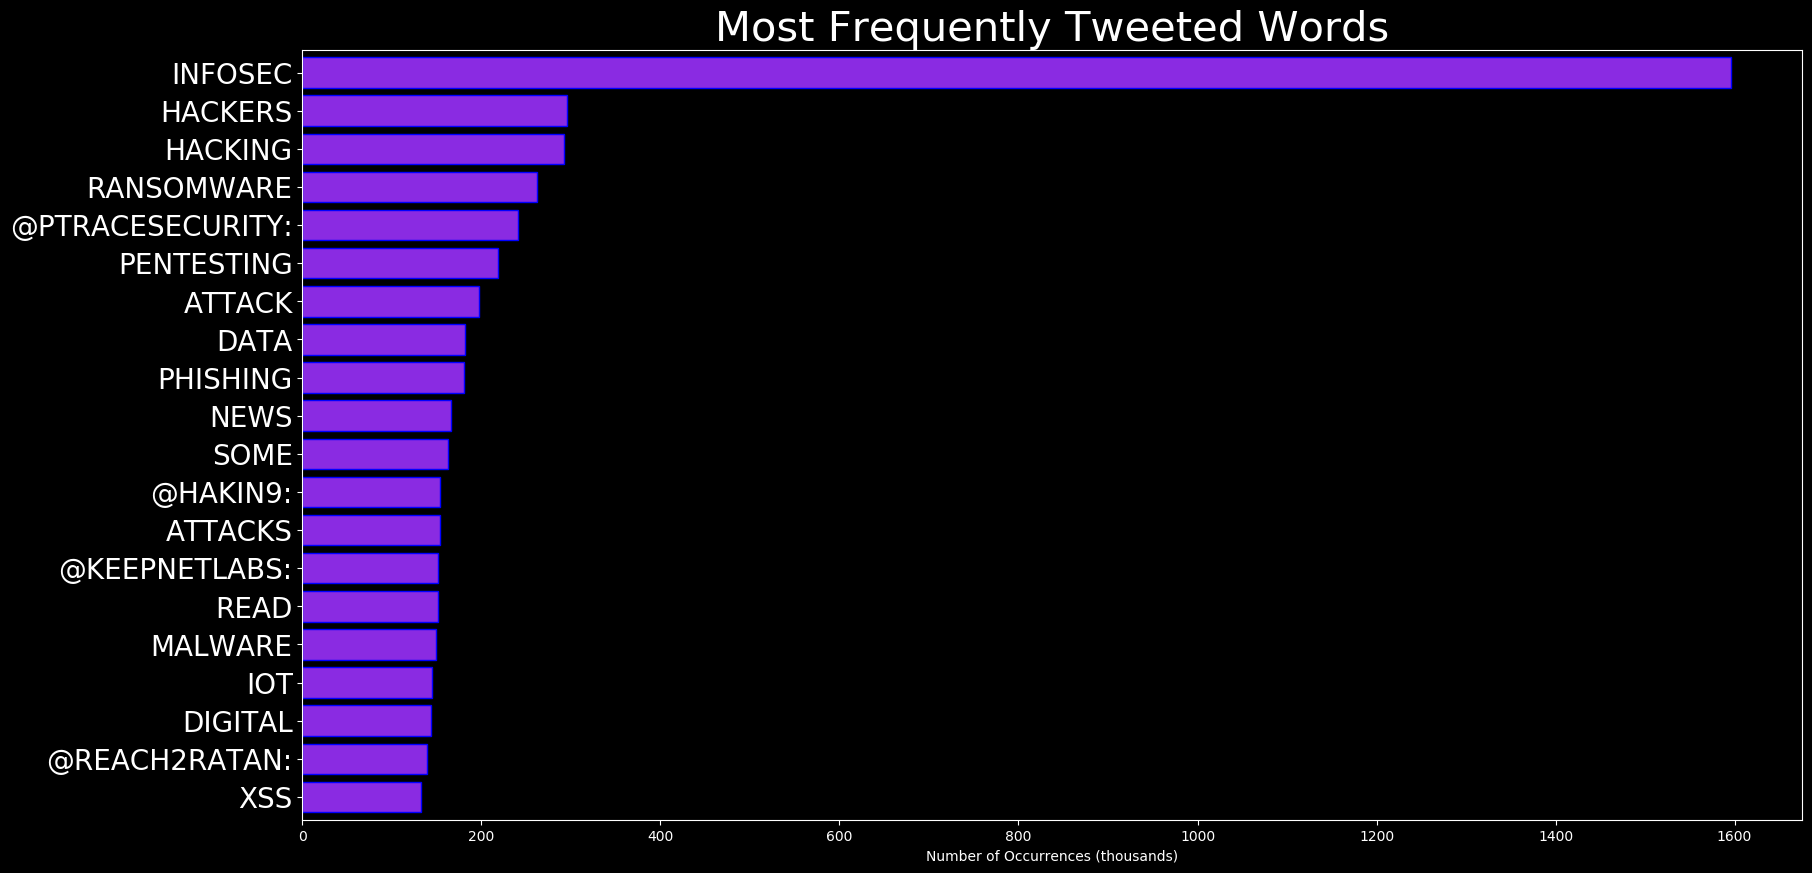 Most Frequently Tweeted Words
INFOSEC
HACKERS
HACKING
RANSOMWARE
@PTRACESECURITY:
PENTESTING
ATTACK
DATA
PHISHING
NEWS
SOME
@HAKIN9:
ATTACKS
@KEEPNETLABS:
READ
MALWARE
IOT
DIGITAL
@REACH2RATAN:
XSS
0 200 400 600 800 1000 1200 1400 1600
Number of Occurrences (thousands)